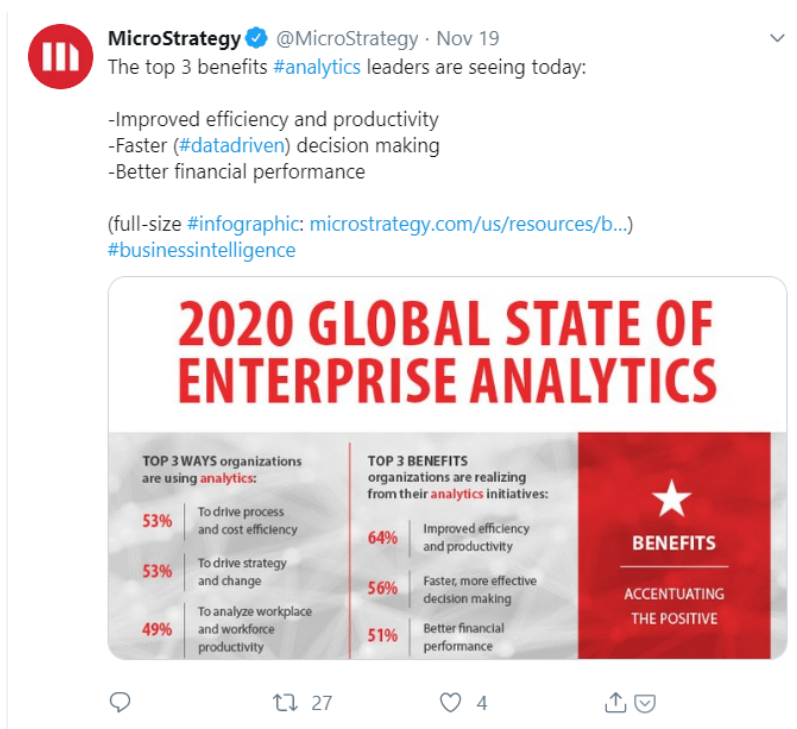 MicroStrategy @MicroStrategy · Nov 19
The top 3 benefits #analytics leaders are seeing today:
-Improved efficiency and productivity
-Faster (#datadriven) decision making
-Better financial performance
(full-size #infographic: microstrategy.com/us/resources/b...)
#businessintelligence
2020 GLOBAL STATE OF
ENTERPRISE ANALYTICS
TOP 3 WAYS organizations
are using analytics:
53%
To drive process
and cost efficiency
53%
To drive strategy
and change
49%
To analyze workplace
and workforce
productivity
TOP 3 BENEFITS
organizations are realizing
from their analytics initiatives:
64%
Improved efficiency
and productivity
56%
Faster, more effective
decision making
51%
Better financial
performance
BENEFITS
ACCENTUATING
THE POSITIVE
27
4